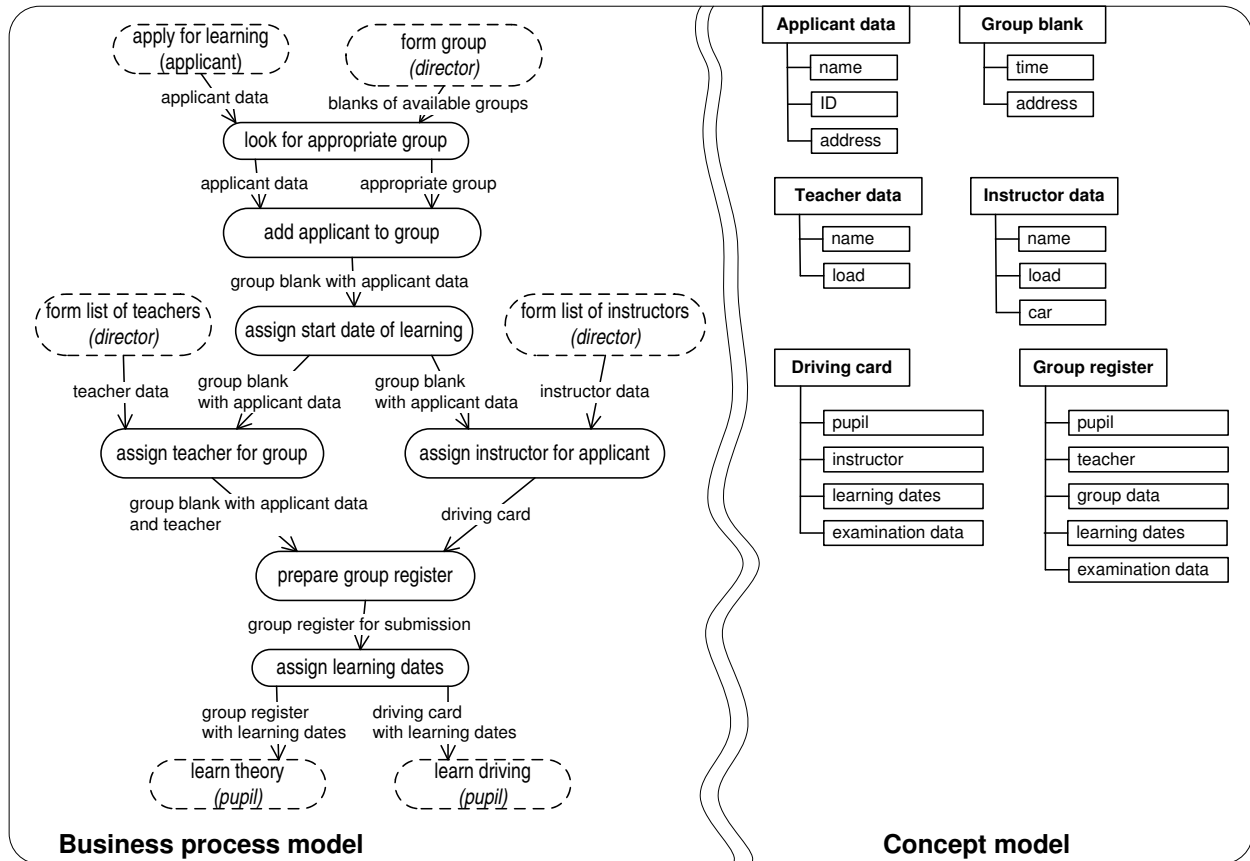 apply for learning
(applicant)
form group
(director)
applicant data
blanks of available groups
look for appropriate group
applicant data
appropriate group
add applicant to group
group blank with applicant data
form list of teachers
(director)
assign start date of learning
form list of instructors
(director)
teacher data
group blank
with applicant data
group blank
with applicant data
instructor data
assign teacher for group
assign instructor for applicant
group blank with applicant data
and teacher
driving card
prepare group register
group register for submission
assign learning dates
group register
with learning dates
driving card
with learning dates
learn theory
(pupil)
learn driving
(pupil)
Business process model
Applicant data
name
ID
address
Group blank
time
address
Teacher data
name
load
Instructor data
name
load
car
Driving card
pupil
instructor
learning dates
examination data
Group register
pupil
teacher
group data
learning dates
examination data
Concept model